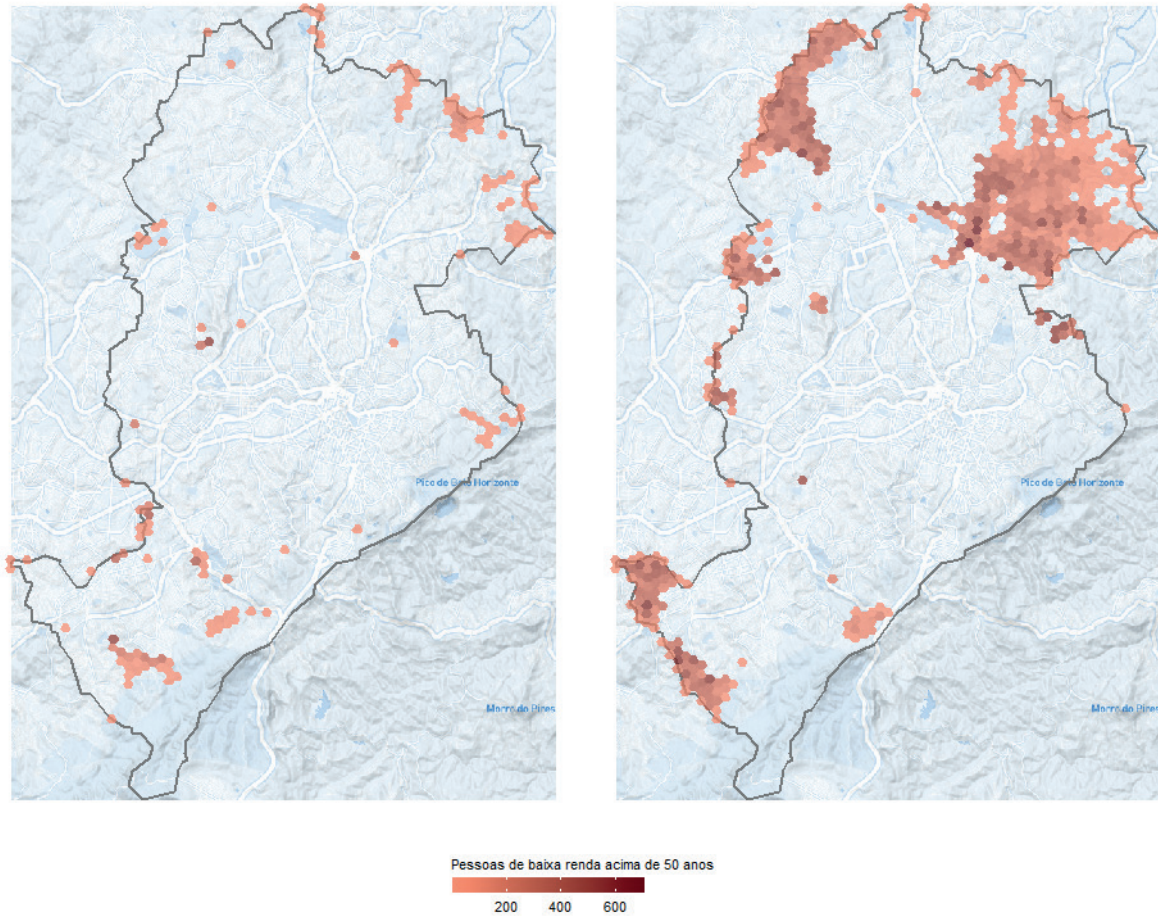 Pico de Belo Horizonte
Pico de Belo Horizonte
Morro do Pires
Morro do Pires
Pessoas de baixa renda acima de 50 anos
200 400 600